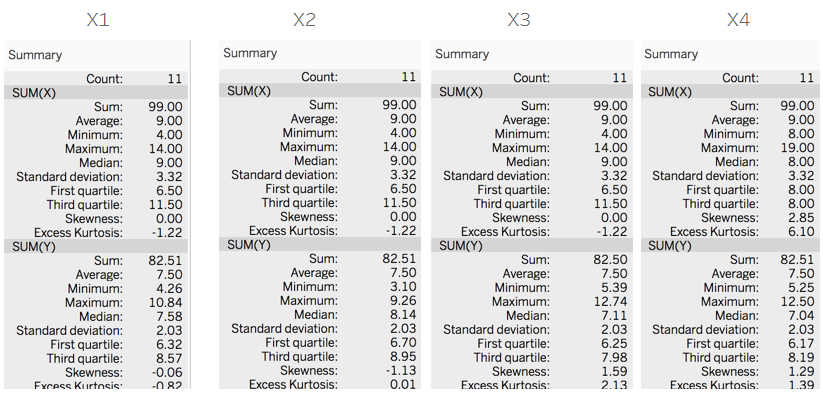 X1
Summary
Count: 11
SUM(X)
Sum: 99.00
Average: 9.00
Minimum: 4.00
Maximum: 14.00
Median: 9.00
Standard deviation: 3.32
First quartile: 6.50
Third quartile: 11.50
Skewness: 0.00
Excess Kurtosis: -1.22
SUM(Y)
Sum: 82.51
Average: 7.50
Minimum: 4.26
Maximum: 10.84
Median: 7.58
Standard deviation: 2.03
First quartile: 6.32
Third quartile: 8.57
Skewness: -0.06
Excess Kurtosis: -0.82
X2
Summary
Count: 11
SUM(X)
Sum: 99.00
Average: 9.00
Minimum: 4.00
Maximum: 14.00
Median: 9.00
Standard deviation: 3.32
First quartile: 6.50
Third quartile: 11.50
Skewness: 0.00
Excess Kurtosis: -1.22
SUM(Y)
Sum: 82.51
Average: 7.50
Minimum: 3.10
Maximum: 9.26
Median: 8.14
Standard deviation: 2.03
First quartile: 6.70
Third quartile: 8.95
Skewness: -1.13
Excess Kurtosis: 0.01
X3
Summary
Count: 11
SUM(X)
Sum: 99.00
Average: 9.00
Minimum: 4.00
Maximum: 14.00
Median: 9.00
Standard deviation: 3.32
First quartile: 6.50
Third quartile: 11.50
Skewness: 0.00
Excess Kurtosis: -1.22
SUM(Y)
Sum: 82.50
Average: 7.50
Minimum: 5.39
Maximum: 12.74
Median: 7.11
Standard deviation: 2.03
First quartile: 6.25
Third quartile: 7.98
Skewness: 1.59
Excess Kurtosis: 2.13
X4
Summary
Count: 11
SUM(X)
Sum: 99.00
Average: 9.00
Minimum: 8.00
Maximum: 19.00
Median: 8.00
Standard deviation: 3.32
First quartile: 8.00
Third quartile: 8.00
Skewness: 2.85
Excess Kurtosis: 6.10
SUM(Y)
Sum: 82.51
Average: 7.50
Minimum: 5.25
Maximum: 12.50
Median: 7.04
Standard deviation: 2.03
First quartile: 6.17
Third quartile: 8.19
Skewness: 1.29
Excess Kurtosis: 1.39